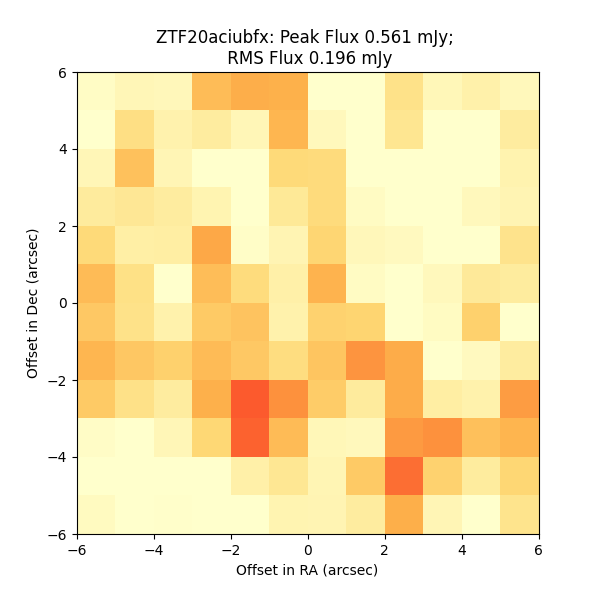 ZTF20aciubfx: Peak Flux 0.561 mJy;
RMS Flux 0.196 mJy
6
4
2
0
−2
−4
−6
Offset in Dec (arcsec)
−6 −4 −2 0 2 4 6
Offset in RA (arcsec)